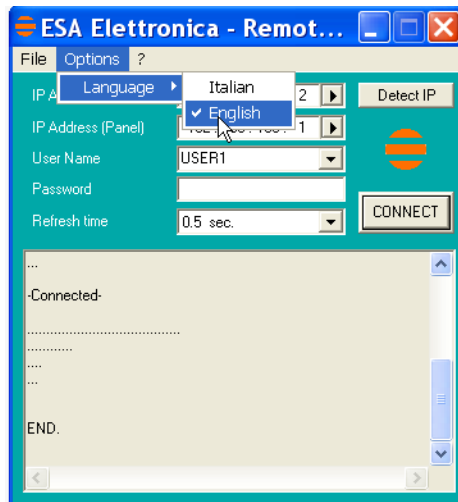 ESA Elettronica - Remot...
File Options ?
Language
Italian
English
IP A
2
Detect IP
IP Address (Panel)
1
User Name
USER1
Password
Refresh time
0.5 sec.
CONNECT
...
-Connected-
........................................
............
....
...
END.